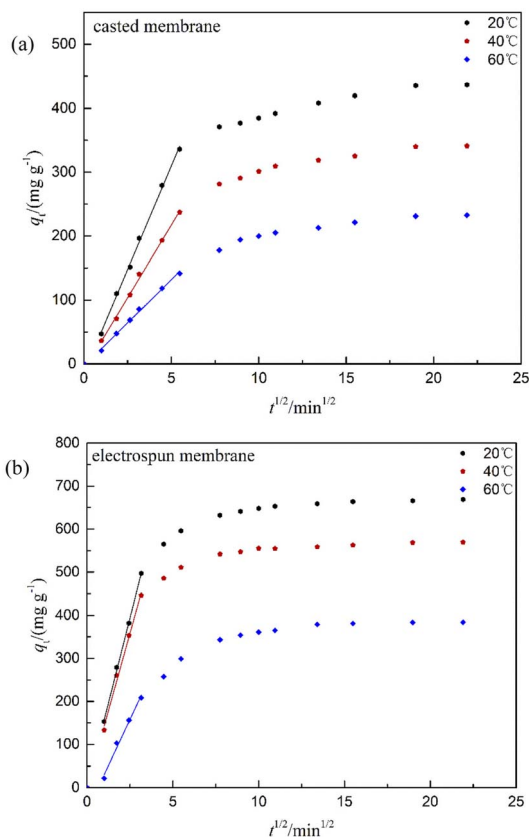 (a)
casted membrane
20℃
40℃
60℃
500
400
300
200
100
0
qt/(mg g-1)
0 5 10 15 20 25
t1/2/min1/2
(b)
electrospun membrane
20℃
40℃
60℃
800
700
600
500
400
300
200
100
0
qt/(mg g-1)
0 5 10 15 20 25
t1/2/min1/2